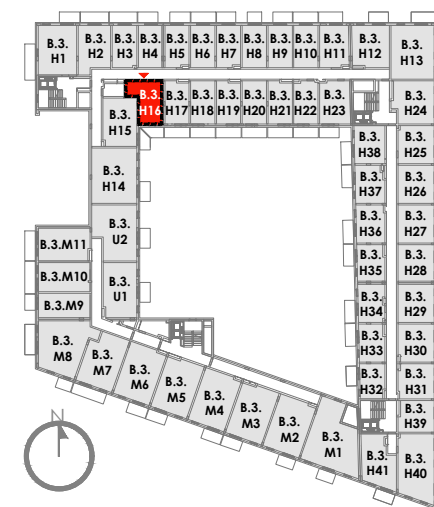 B.3. H1
B.3. H2
B.3. H3
B.3. H4
B.3. H5
B.3. H6
B.3. H7
B.3. H8
B.3. H9
B.3. H10
B.3. H11
B.3. H12
B.3. H13
B.3. H15
B.3. H16
B.3. H17
B.3. H18
B.3. H19
B.3. H20
B.3. H21
B.3. H22
B.3. H23
B.3. H24
B.3. H38
B.3. H25
B.3. H14
B.3. H37
B.3. H26
B.3. U2
B.3. H36
B.3. H27
B.3.M11
B.3. H35
B.3. H28
B.3.M10
B.3. U1
B.3. H34
B.3. H29
B.3.M9
B.3. H33
B.3. H30
B.3. M8
B.3. M7
B.3. M6
B.3. M5
B.3. M4
B.3. M3
B.3. M2
B.3. M1
B.3. H32
B.3. H31
B.3. H39
B.3. H41
B.3. H40
N